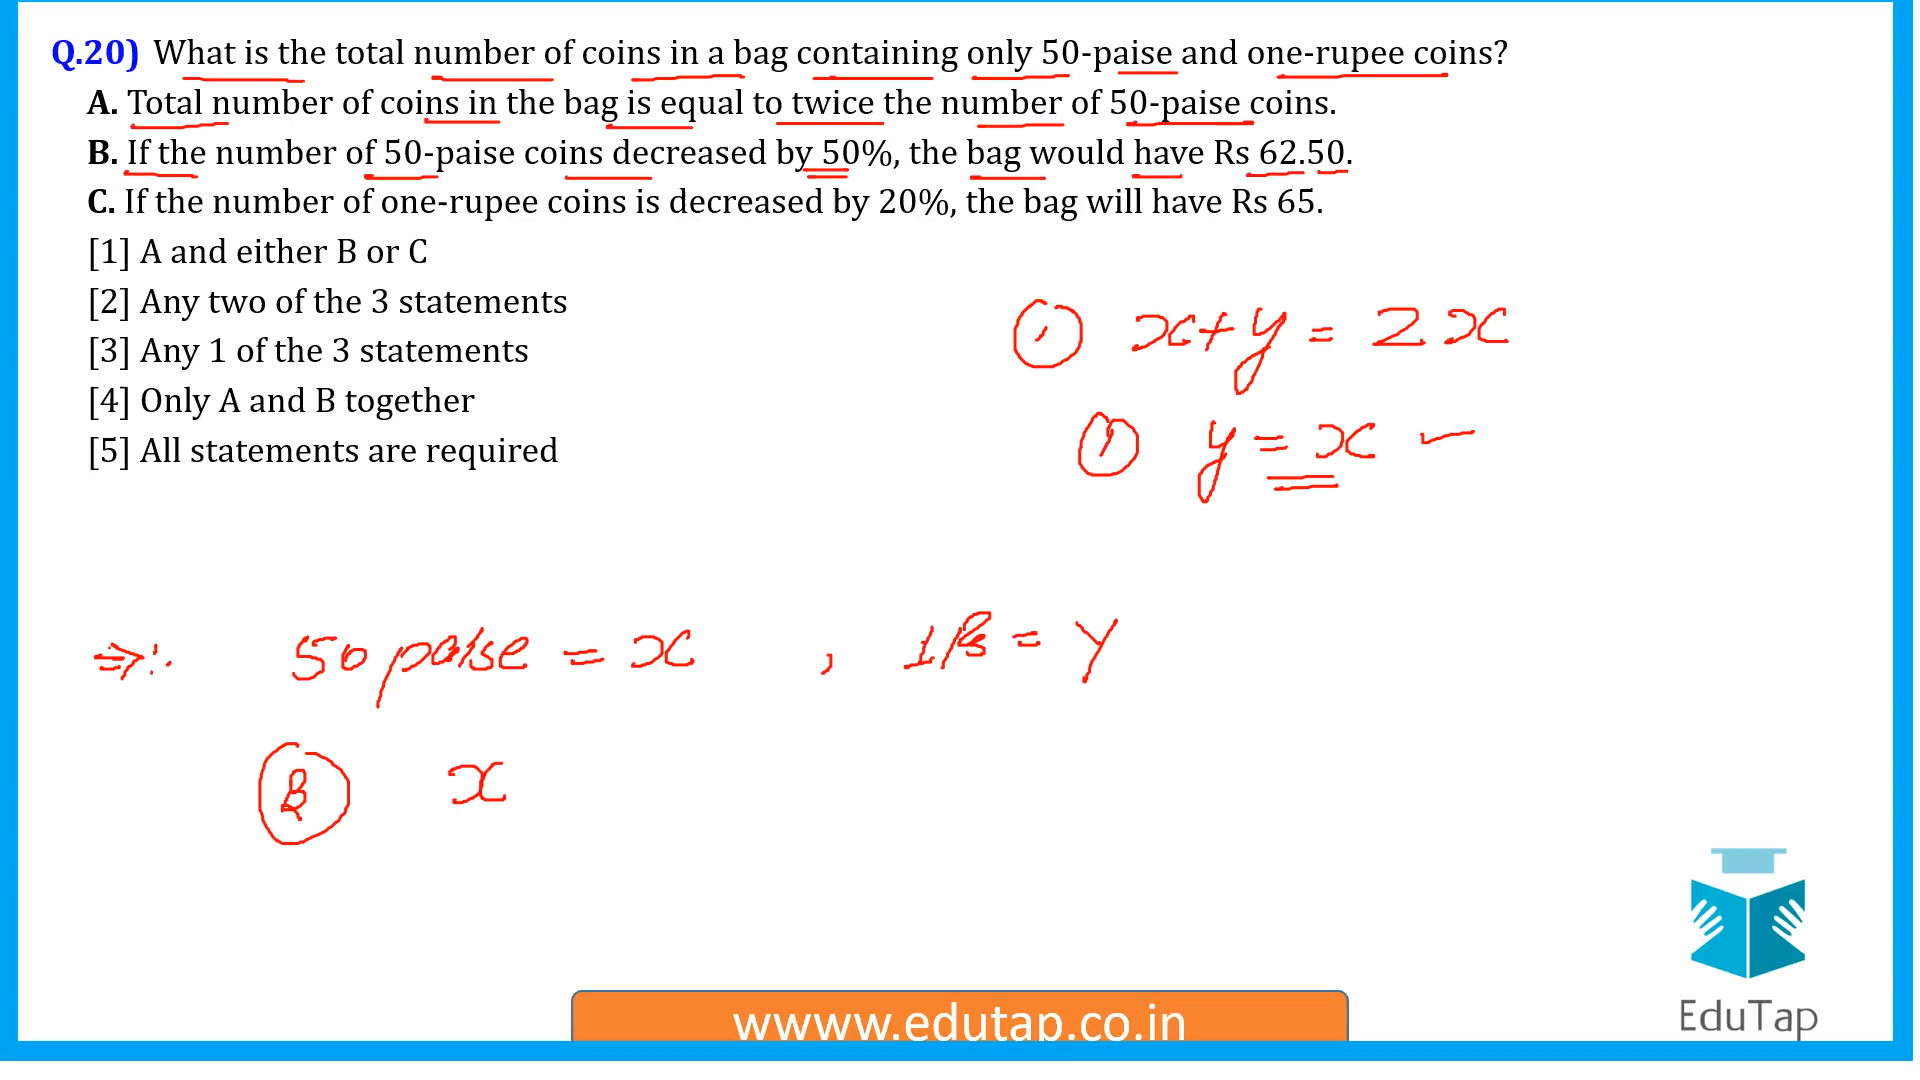 Q.20) What is the total number of coins in a bag containing only 50-paise and one-rupee coins?
A. Total number of coins in the bag is equal to twice the number of 50-paise coins.
B. If the number of 50-paise coins decreased by 50%, the bag would have Rs 62.50.
C. If the number of one-rupee coins is decreased by 20%, the bag will have Rs 65.
[1] A and either B or C
[2] Any two of the 3 statements
[3] Any 1 of the 3 statements
[4] Only A and B together
[5] All statements are required
x+y = 2x
y = x
⇒: 50 paise = x , 1 Rs = y
B x
EduTap
wwww.edutap.co.in